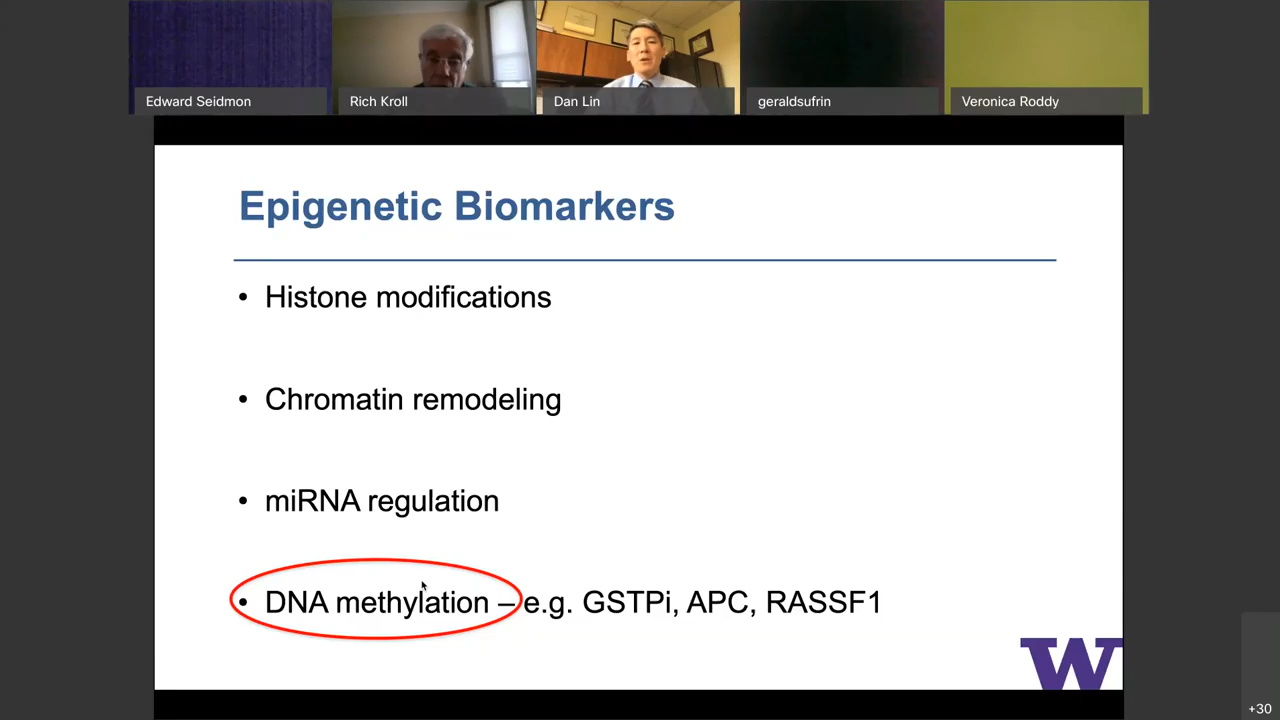 Edward Seidmon
Rich Kroll
Dan Lin
geraldsufrin
Veronica Roddy
Epigenetic Biomarkers
• Histone modifications
• Chromatin remodeling
• miRNA regulation
• DNA methylation – e.g. GSTPi, APC, RASSF1
W
+30